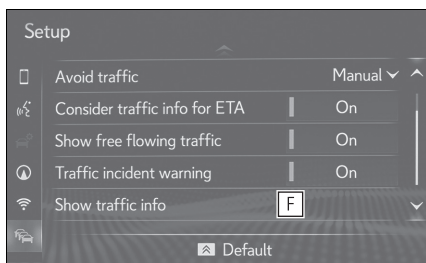 Setup
Avoid traffic Manual
Consider traffic info for ETA On
Show free flowing traffic On
Traffic incident warning On
Show traffic info F
Default